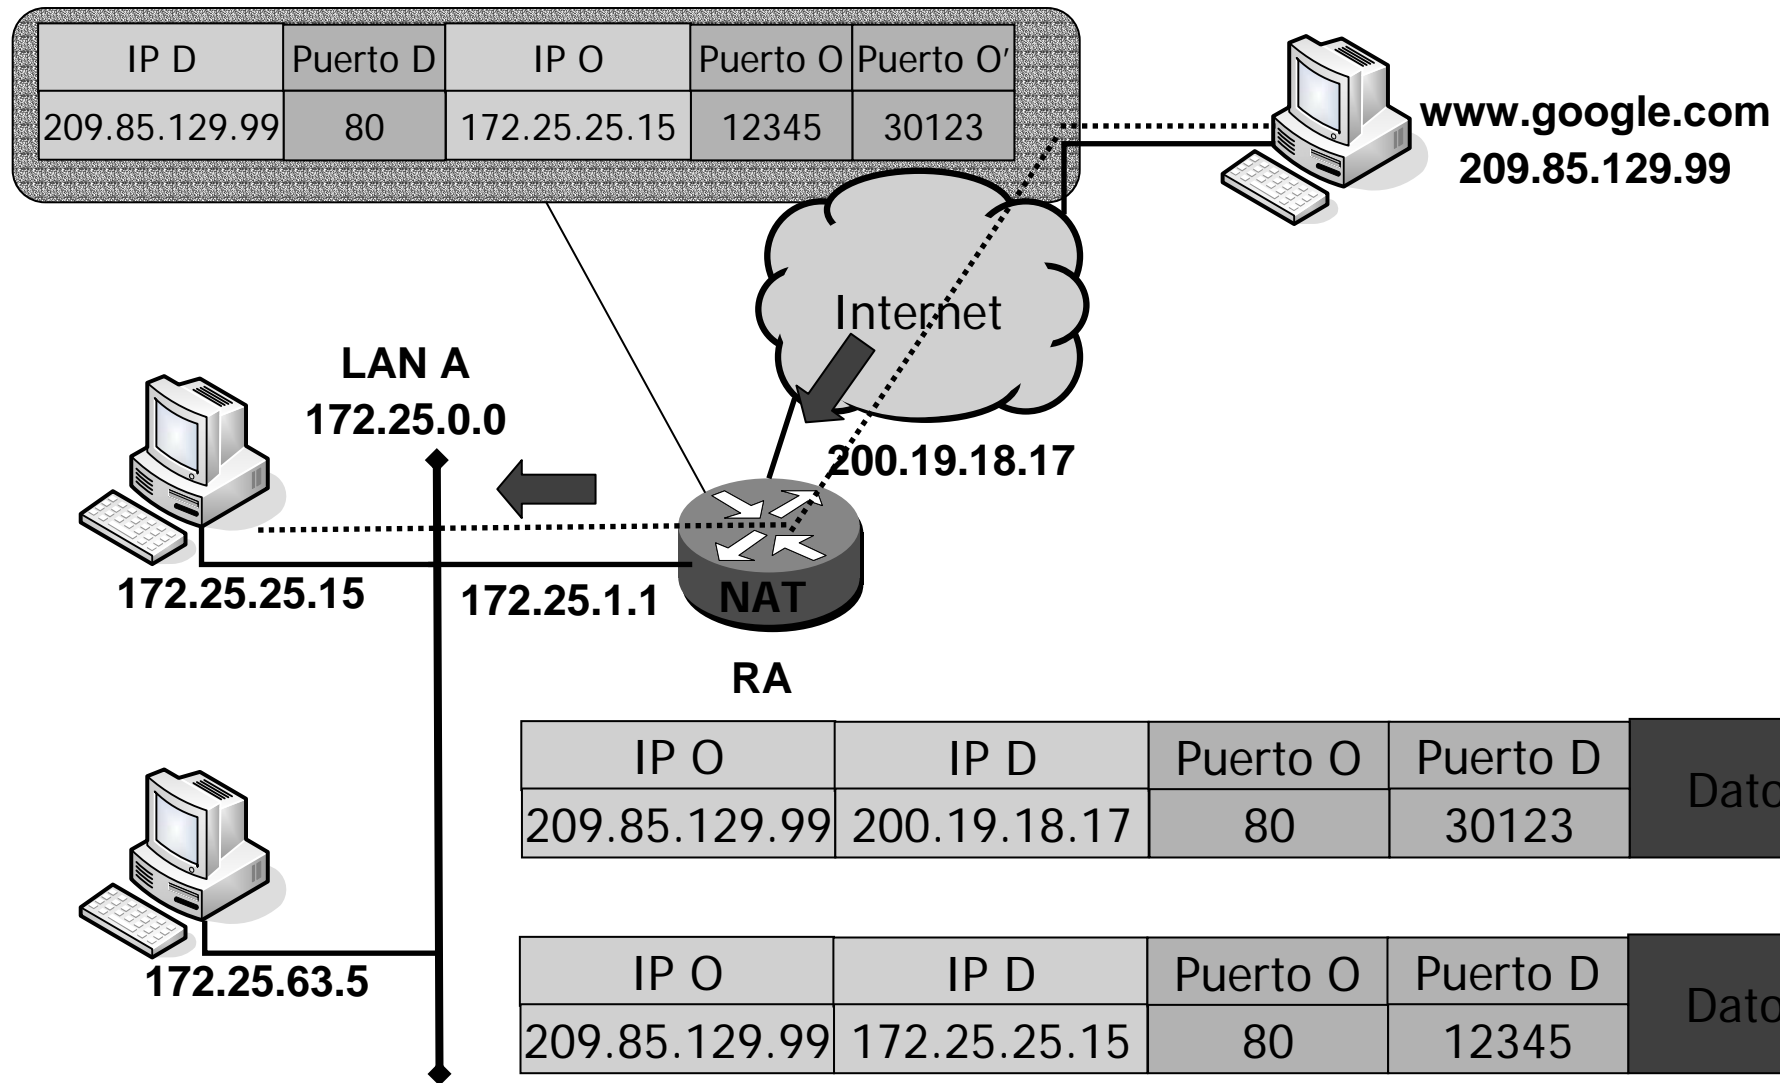 IP D Puerto D IP O Puerto O Puerto O'
209.85.129.99 80 172.25.25.15 12345 30123
www.google.com
209.85.129.99
Internet
LAN A
172.25.0.0
200.19.18.17
172.25.25.15
172.25.1.1
NAT
RA
IP O IP D Puerto O Puerto D Dato
209.85.129.99 200.19.18.17 80 30123
172.25.63.5
IP O IP D Puerto O Puerto D Dato
209.85.129.99 172.25.25.15 80 12345